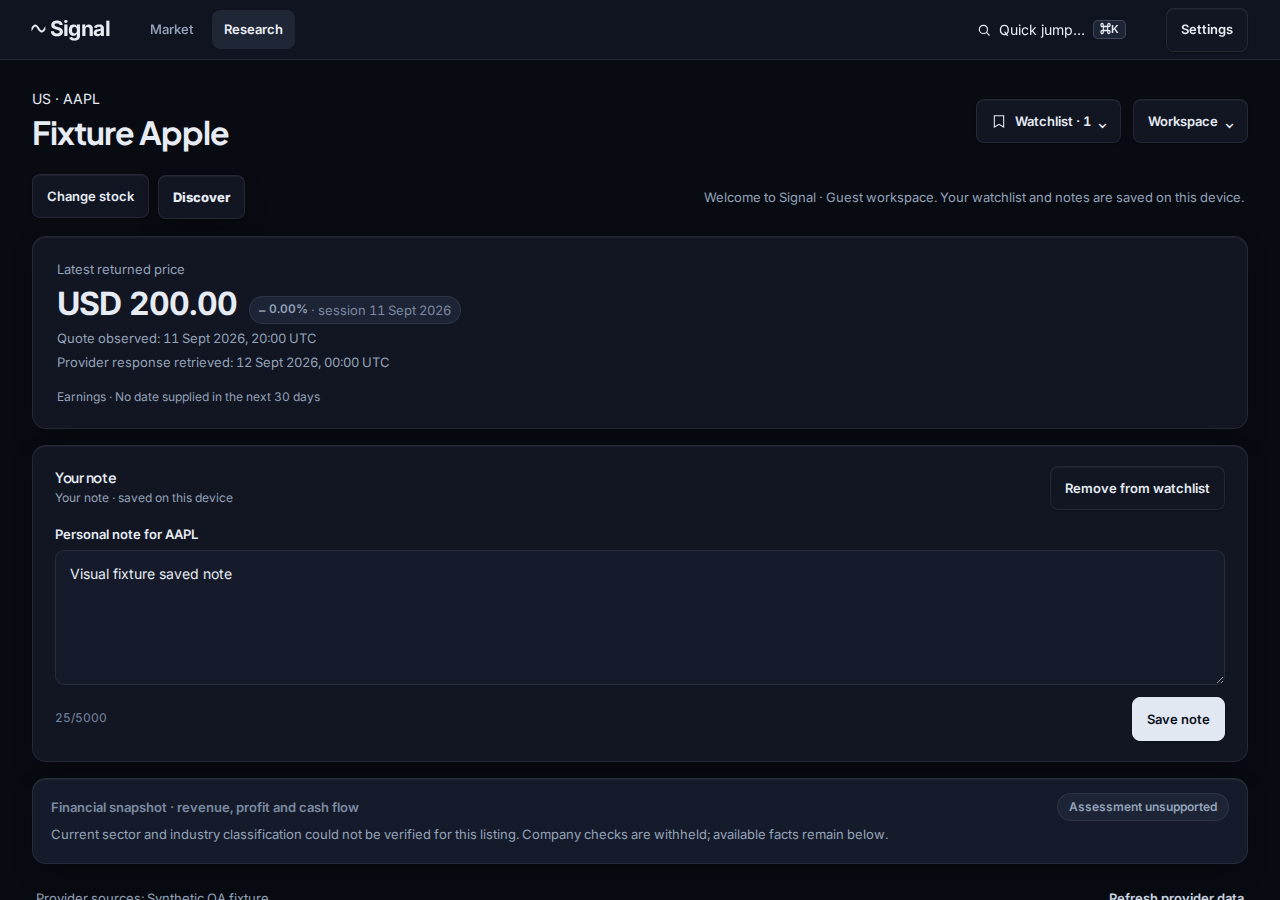 Signal
Market
Research
Quick jump...
⌘K
Settings
US · AAPL
Fixture Apple
Watchlist · 1
Workspace
Change stock
Discover
Welcome to Signal · Guest workspace. Your watchlist and notes are saved on this device.
Latest returned price
USD 200.00
– 0.00% · session 11 Sept 2026
Quote observed: 11 Sept 2026, 20:00 UTC
Provider response retrieved: 12 Sept 2026, 00:00 UTC
Earnings · No date supplied in the next 30 days
Your note
Your note · saved on this device
Remove from watchlist
Personal note for AAPL
Visual fixture saved note
25/5000
Save note
Financial snapshot · revenue, profit and cash flow
Assessment unsupported
Current sector and industry classification could not be verified for this listing. Company checks are withheld; available facts remain below.
Provider sources: Synthetic QA fixture
Refresh provider data